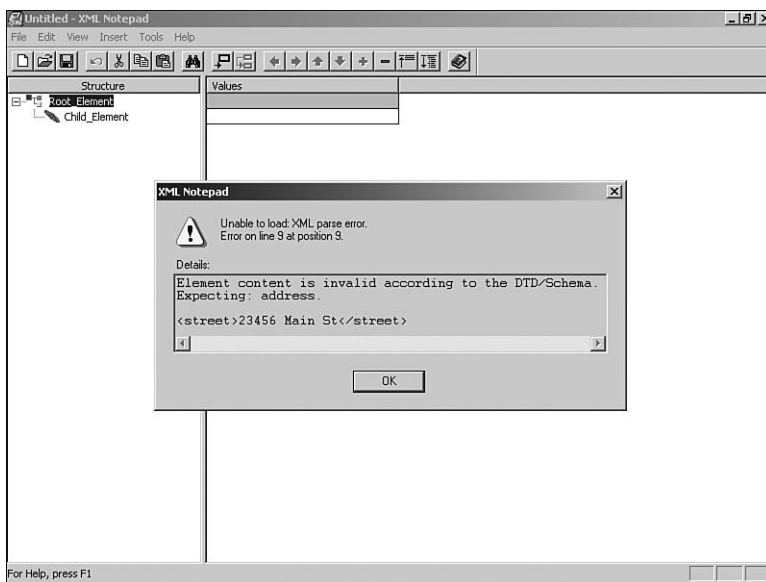 Untitled - XML Notepad
File Edit View Insert Tools Help
Structure Values
Root_Element
Child_Element
XML Notepad
Unable to load: XML parse error.
Error on line 9 at position 9.
Details:
Element content is invalid according to the DTD/Schema.
Expecting: address.
<street>23456 Main St</street>
OK
For Help, press F1